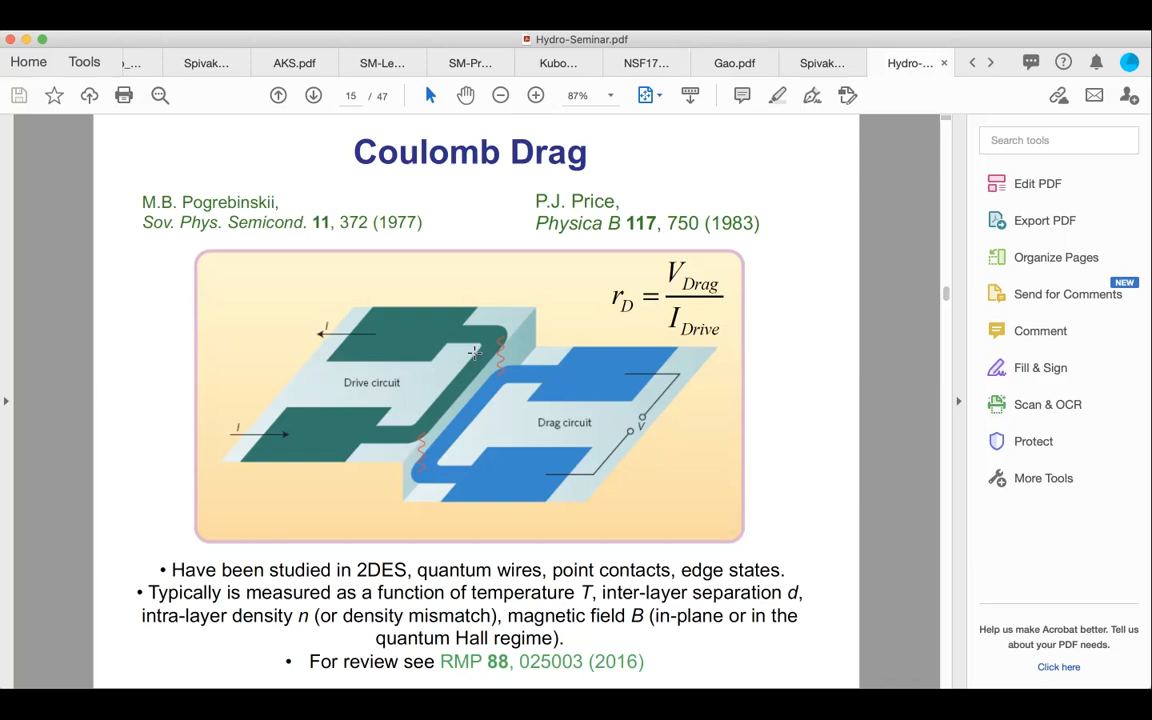 Hydro-Seminar.pdf
Home Tools _... Spivak... AKS.pdf SM-Le... SM-Pr... Kubo... NSF17... Gao.pdf Spivak... Hydro-... ×
15 / 47 87%
Coulomb Drag
M.B. Pogrebinskii,
Sov. Phys. Semicond. 11, 372 (1977)
P.J. Price,
Physica B 117, 750 (1983)
r_D = V_Drag / I_Drive
I
Drive circuit
I
Drag circuit
V
• Have been studied in 2DES, quantum wires, point contacts, edge states.
• Typically is measured as a function of temperature T, inter-layer separation d,
intra-layer density n (or density mismatch), magnetic field B (in-plane or in the
quantum Hall regime).
• For review see RMP 88, 025003 (2016)
Search tools
Edit PDF
Export PDF
Organize Pages
NEW
Send for Comments
Comment
Fill & Sign
Scan & OCR
Protect
More Tools
Help us make Acrobat better. Tell us
about your PDF needs.
Click here